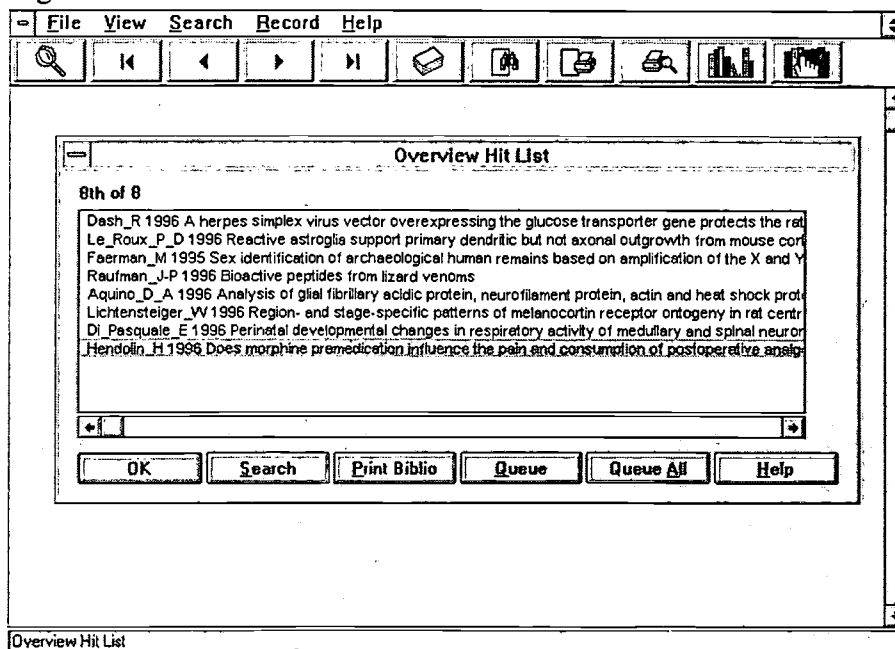 File View Search Record Help
Overview Hit List
8th of 8
Dash_R 1996 A herpes simplex virus vector overexpressing the glucose transporter gene protects the rat
Le_Roux_P_D 1996 Reactive astroglia support primary dendritic but not axonal outgrowth from mouse cort
Faerman_M 1995 Sex identification of archaeological human remains based on amplification of the X and Y
Raufman_J-P 1996 Bioactive peptides from lizard venoms
Aquino_D_A 1996 Analysis of glial fibrillary acidic protein, neurofilament protein, actin and heat shock prote
Lichtensteiger_W 1996 Region- and stage-specific patterns of melanocortin receptor ontogeny in rat centr
Di_Pasquale_E 1996 Perinatal developmental changes in respiratory activity of medullary and spinal neuror
Hendolin_H 1996 Does morphine premedication influence the pain and consumption of postoperative analg
OK Search Print Biblio Queue Queue All Help
Overview Hit List